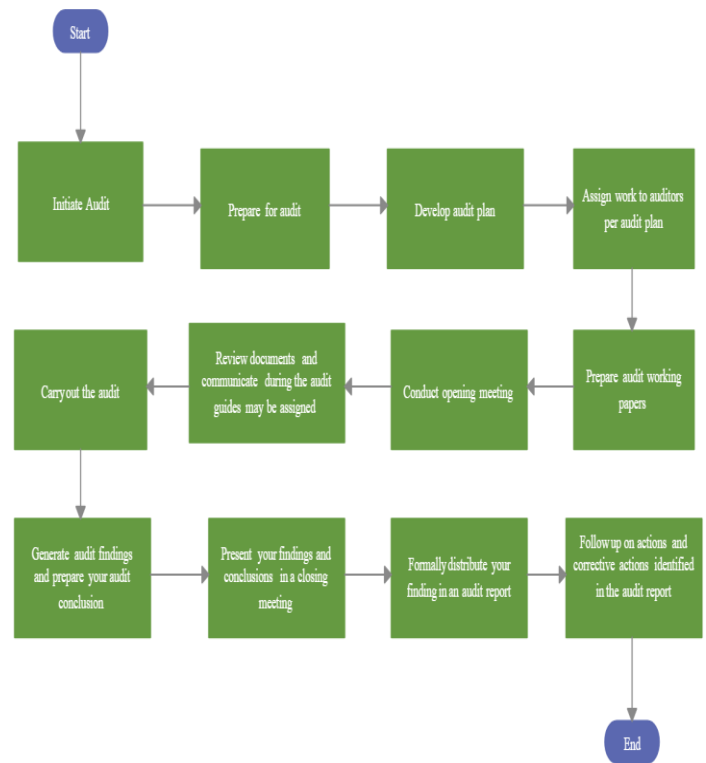 Start
Initiate Audit
Prepare for audit
Develop audit plan
Assign work to auditors
per audit plan
Prepare audit working
papers
Conduct opening meeting
Review documents and
communicate during the audit
guides may be assigned
Carry out the audit
Generate audit findings
and prepare your audit
conclusion
Present your findings and
conclusions in a closing
meeting
Formally distribute your
finding in an audit report
Follow up on actions and
corrective actions identified
in the audit report
End